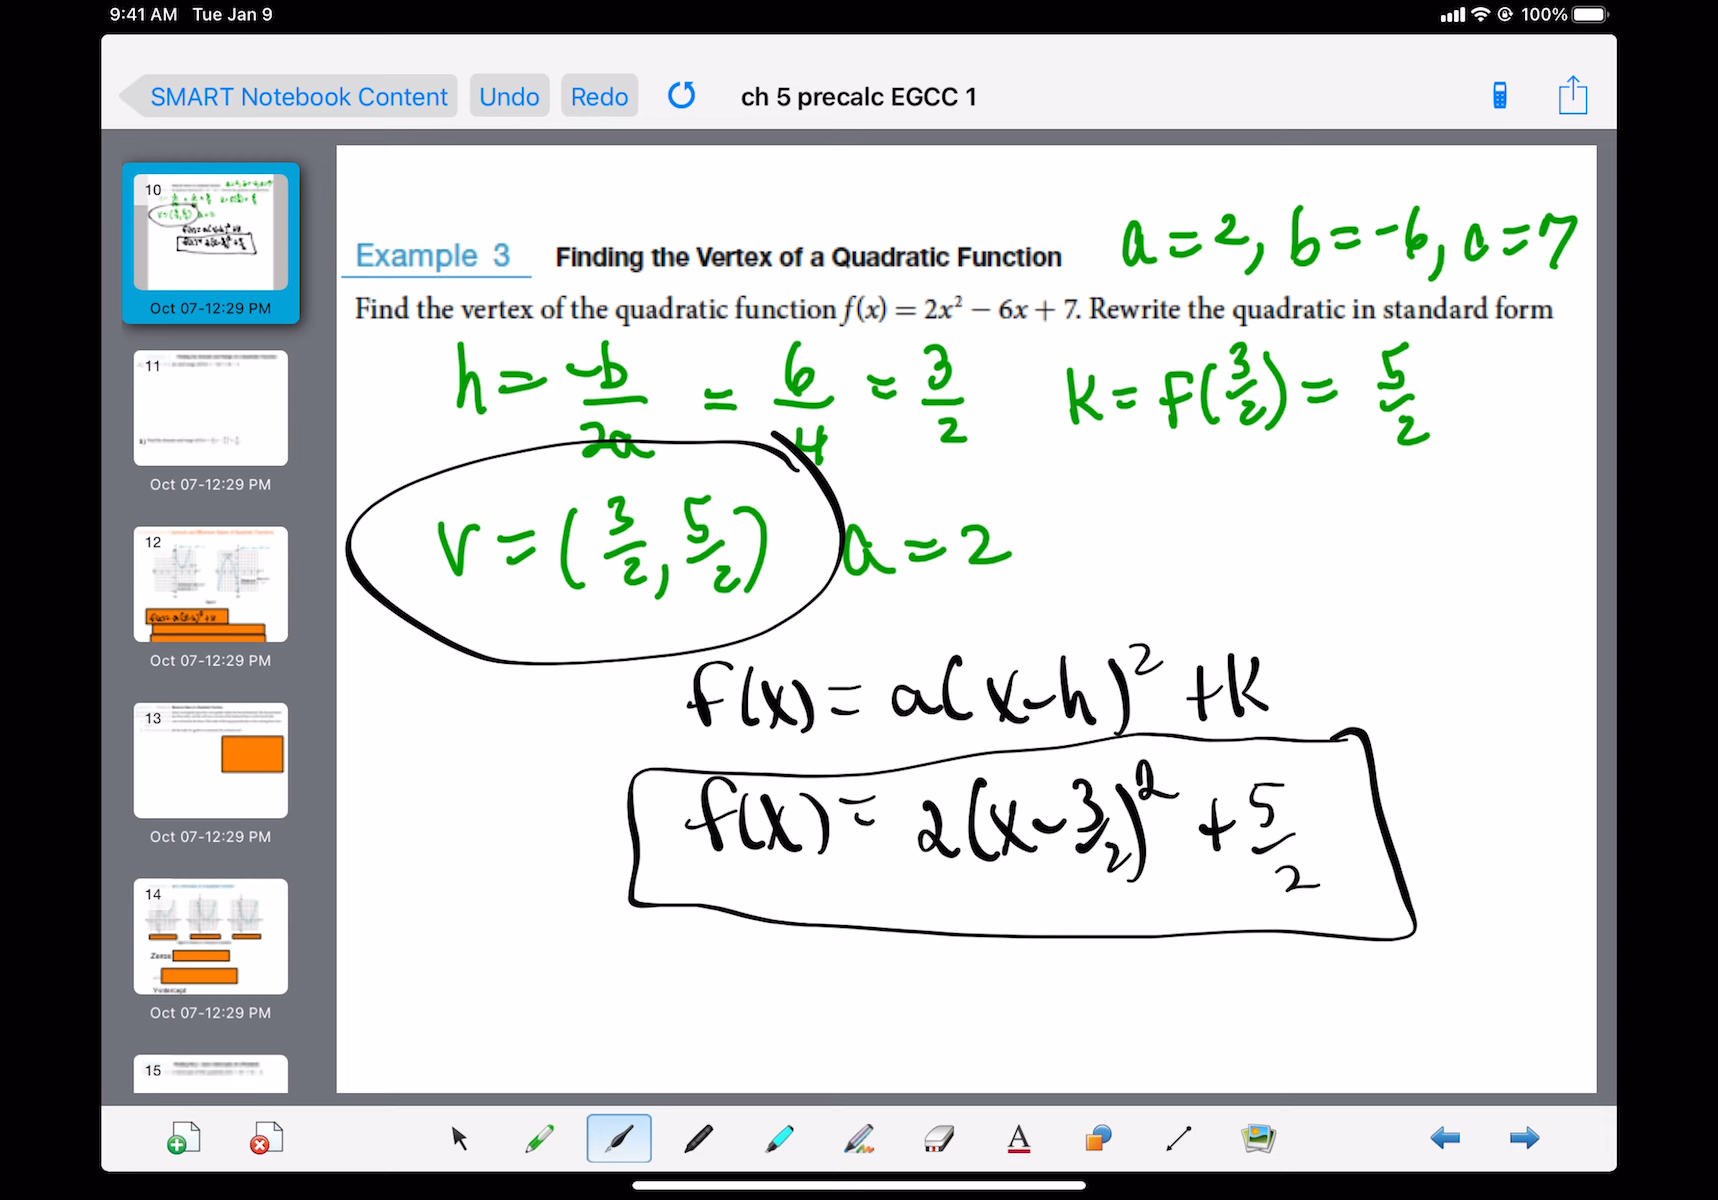 9:41 AM Tue Jan 9
100%
SMART Notebook Content Undo Redo ch 5 precalc EGCC 1
10
Oct 07-12:29 PM
11
Oct 07-12:29 PM
12
Oct 07-12:29 PM
13
Oct 07-12:29 PM
14
Zeros
Y-intercept
Oct 07-12:29 PM
15
a = 2, b = -6, c = 7
Example 3 Finding the Vertex of a Quadratic Function
Find the vertex of the quadratic function f(x) = 2x² − 6x + 7. Rewrite the quadratic in standard form
h = -b/2a = 6/4 = 3/2 k = f(3/2) = 5/2
V = (3/2, 5/2) a = 2
f(x) = a(x-h)² + k
f(x) = 2(x - 3/2)² + 5/2
A